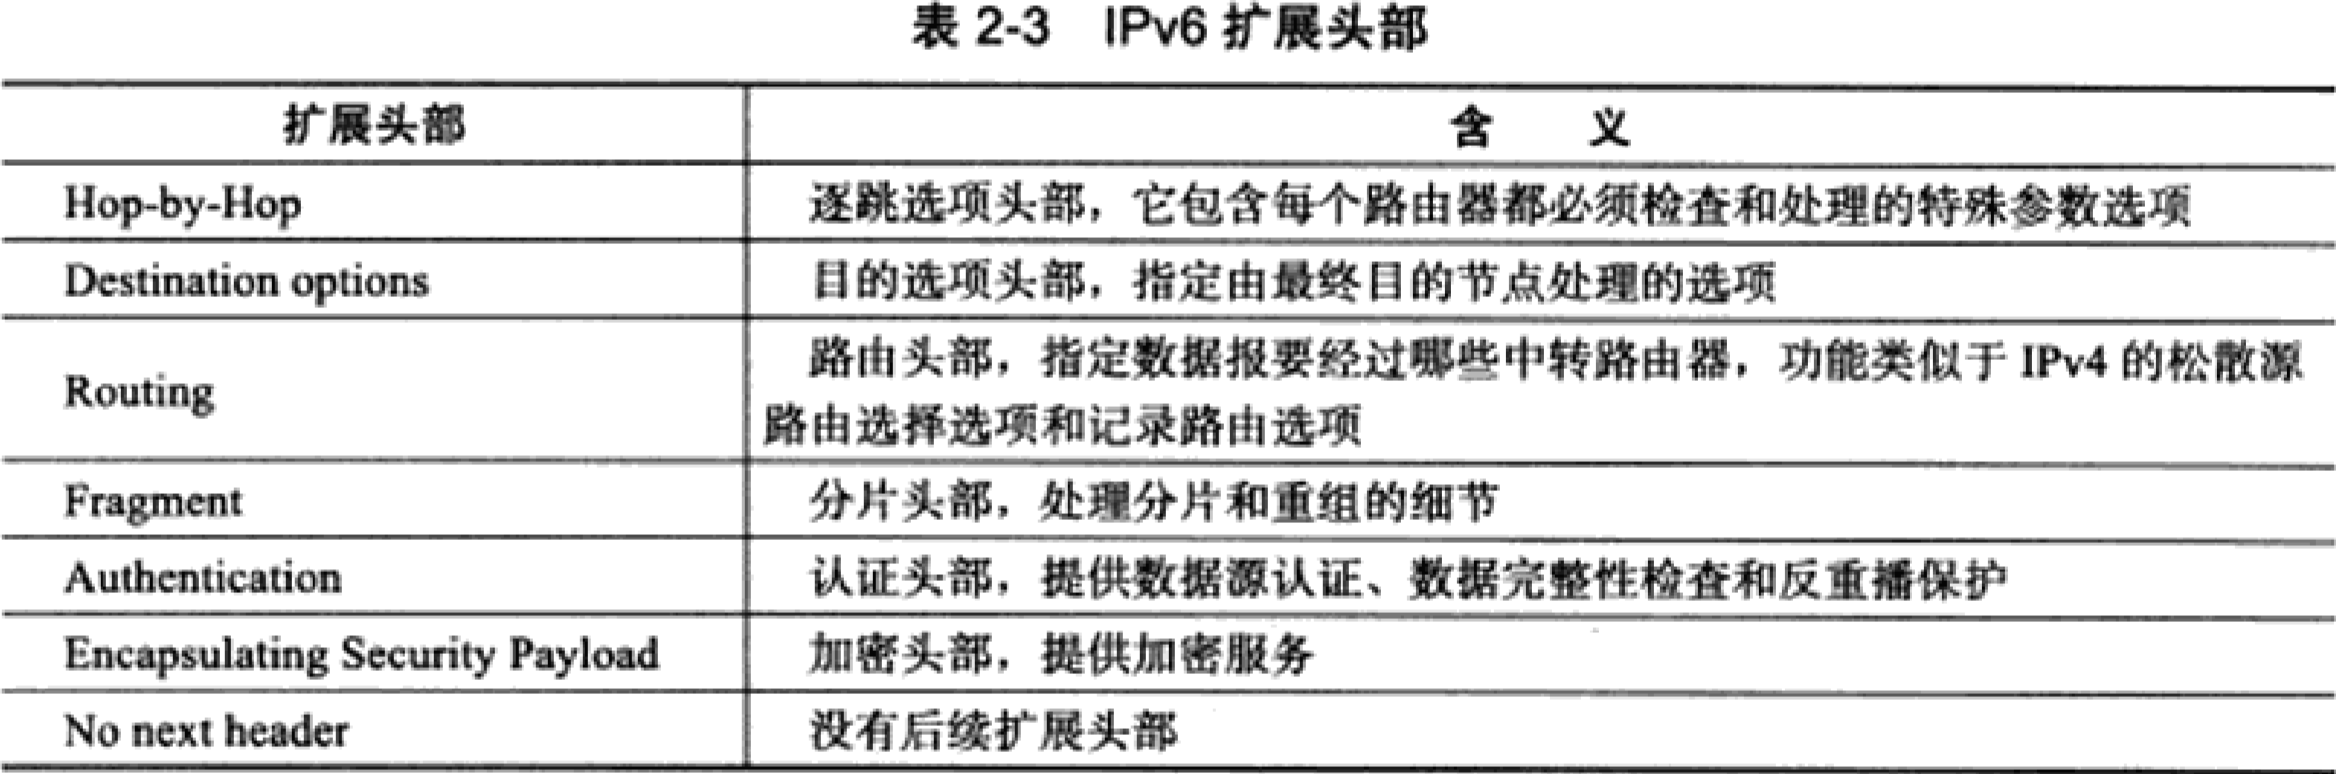 表 2-3 IPv6 扩展头部
扩展头部 含 义
Hop-by-Hop 逐跳选项头部，它包含每个路由器都必须检查和处理的特殊参数选项
Destination options 目的选项头部，指定由最终目的节点处理的选项
Routing 路由头部，指定数据报要经过哪些中转路由器，功能类似于 IPv4 的松散源
路由选择选项和记录路由选项
Fragment 分片头部，处理分片和重组的细节
Authentication 认证头部，提供数据源认证、数据完整性检查和反重播保护
Encapsulating Security Payload 加密头部，提供加密服务
No next header 没有后续扩展头部